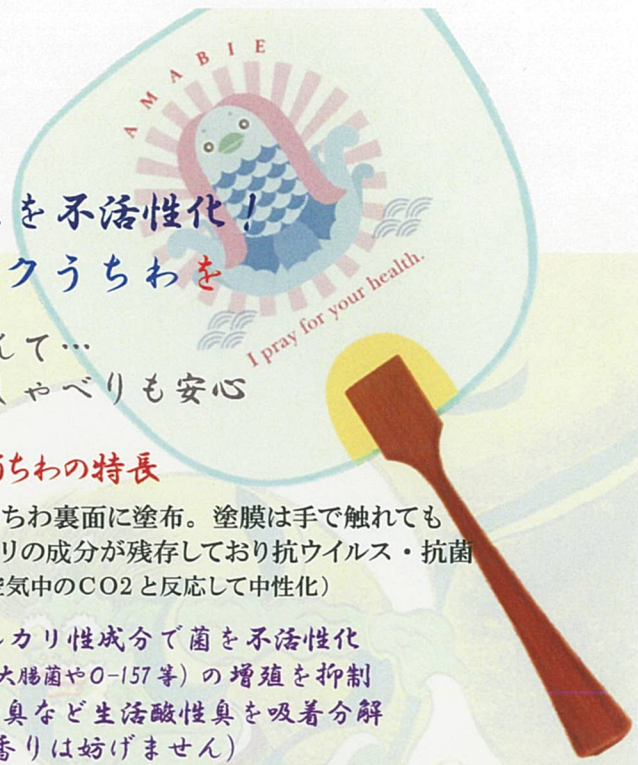 AMABIE
を不活性化!
クうちわを
I pray for your health.
して…
しゃべりも安心
うちわの特長
ちわ裏面に塗布。塗膜は手で触れても
リの成分が残存しており抗ウイルス・抗菌
空気中のCO2と反応して中性化)
ルカリ性成分で菌を不活性化
大腸菌やO-157等)の増殖を抑制
臭など生活酸性臭を吸着分解
香りは妨げません)